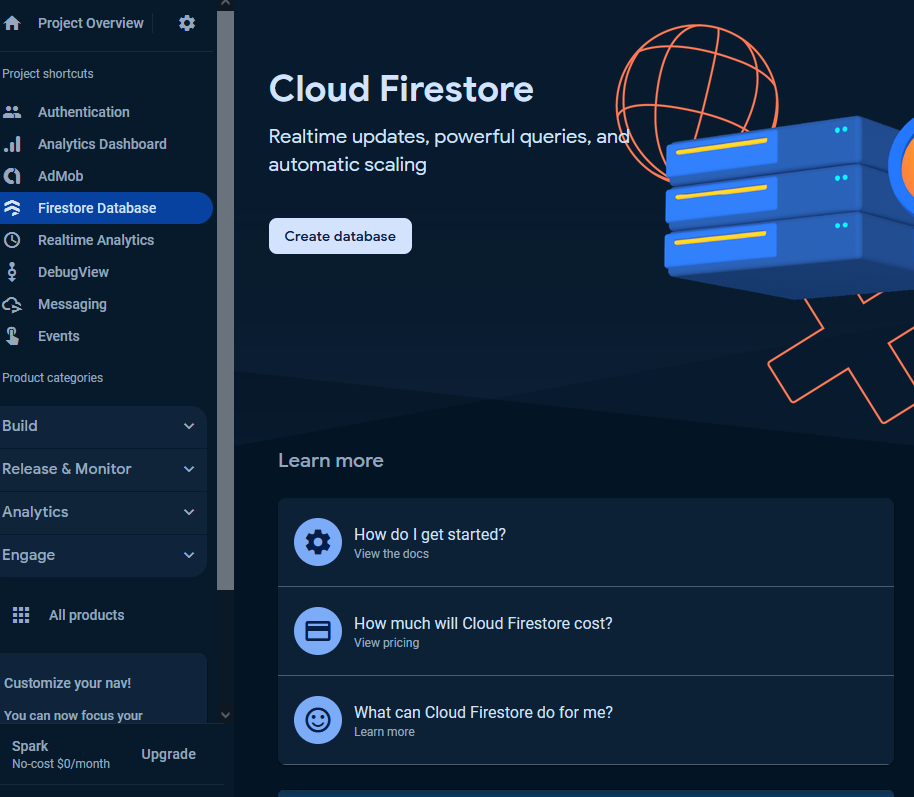 Project Overview
Project shortcuts
Authentication
Analytics Dashboard
AdMob
Firestore Database
Realtime Analytics
DebugView
Messaging
Events
Product categories
Build
Release & Monitor
Analytics
Engage
All products
Customize your nav!
You can now focus your
Spark
No-cost $0/month
Upgrade
Cloud Firestore
Realtime updates, powerful queries, and
automatic scaling
Create database
Learn more
How do I get started?
View the docs
How much will Cloud Firestore cost?
View pricing
What can Cloud Firestore do for me?
Learn more